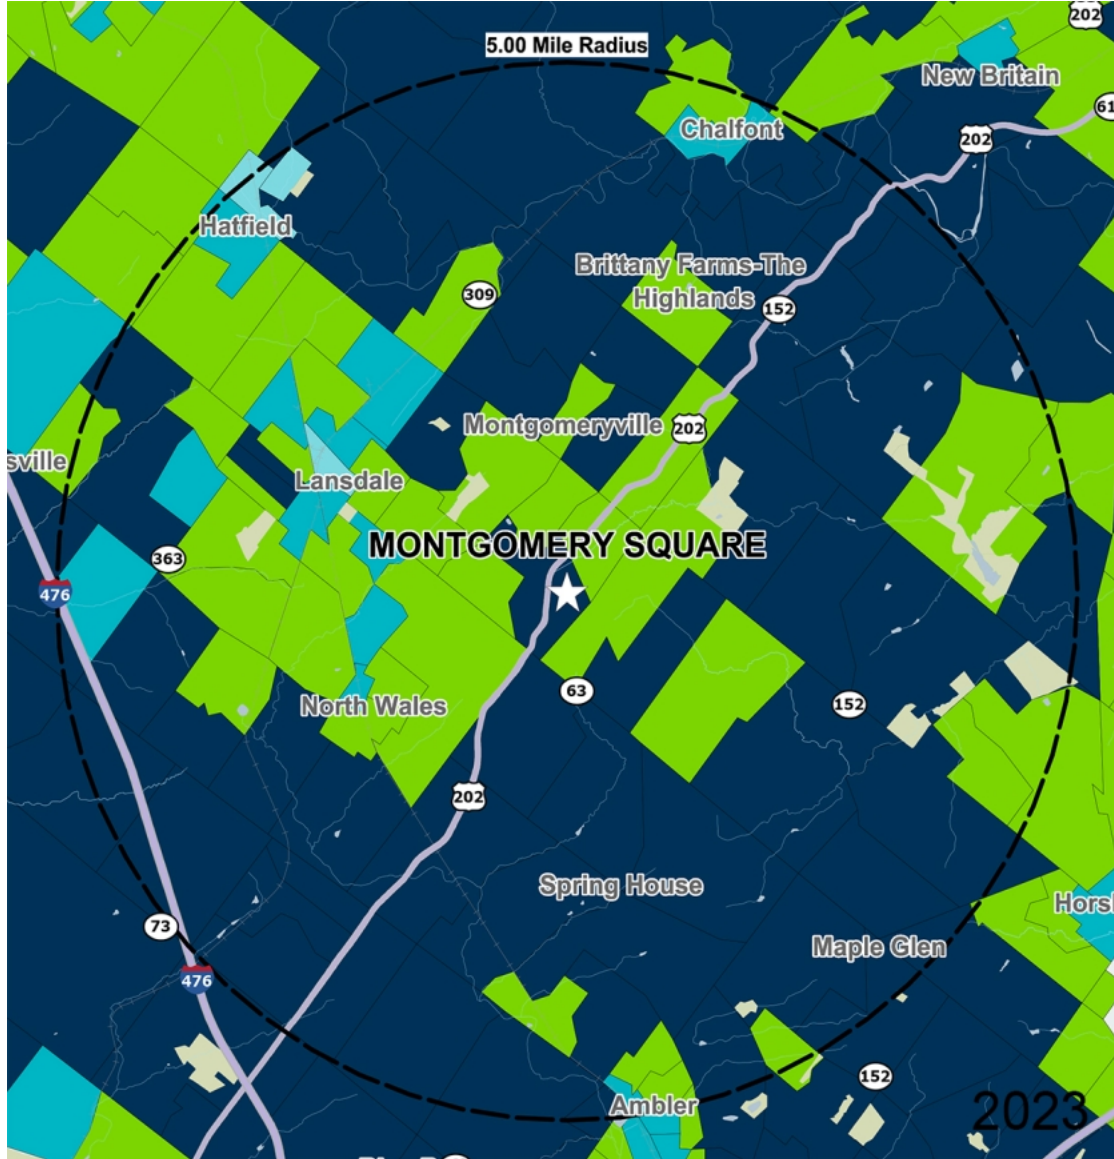 202
5.00 Mile Radius
New Britain
61
Chalfont
202
Hatfield
Brittany Farms-The
Highlands
309
152
Montgomeryville
202
sville
Lansdale
MONTGOMERY SQUARE
363
476
63
North Wales
152
202
Spring House
Hors
73
Maple Glen
476
152
Ambler
2023